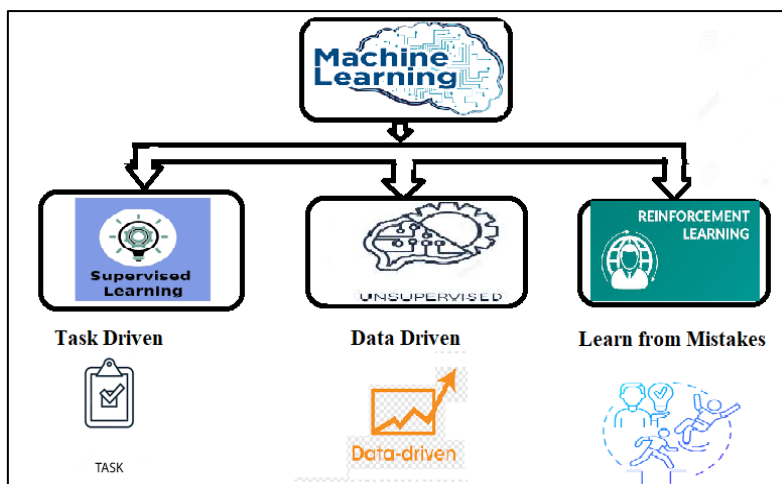 Machine
Learning
Supervised
Learning
UNSUPERVISED
REINFORCEMENT
LEARNING
Task Driven
Data Driven
Learn from Mistakes
TASK
Data-driven